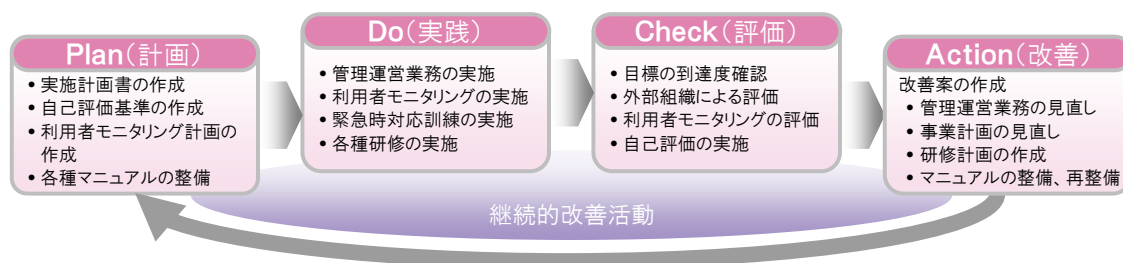 Plan(計画)
• 実施計画書の作成
• 自己評価基準の作成
• 利用者モニタリング計画の
作成
• 各種マニュアルの整備
Do(実践)
• 管理運営業務の実施
• 利用者モニタリングの実施
• 緊急時対応訓練の実施
• 各種研修の実施
Check(評価)
• 目標の到達度確認
• 外部組織による評価
• 利用者モニタリングの評価
• 自己評価の実施
Action(改善)
改善案の作成
• 管理運営業務の見直し
• 事業計画の見直し
• 研修計画の作成
• マニュアルの整備、再整備
継続的改善活動